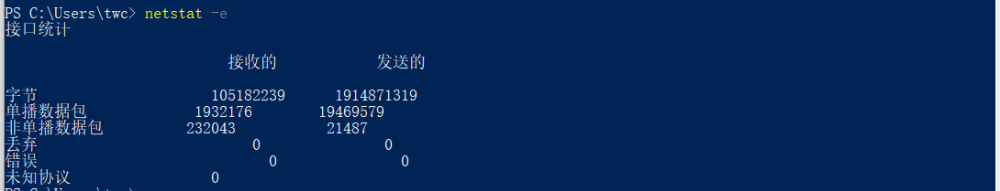 PS C:\Users\twc> netstat -e
接口统计
接收的 发送的
字节 105182239 1914871319
单播数据包 1932176 19469579
非单播数据包 232043 21487
丢弃 0 0
错误 0 0
未知协议 0
PS C:\Users\twc>